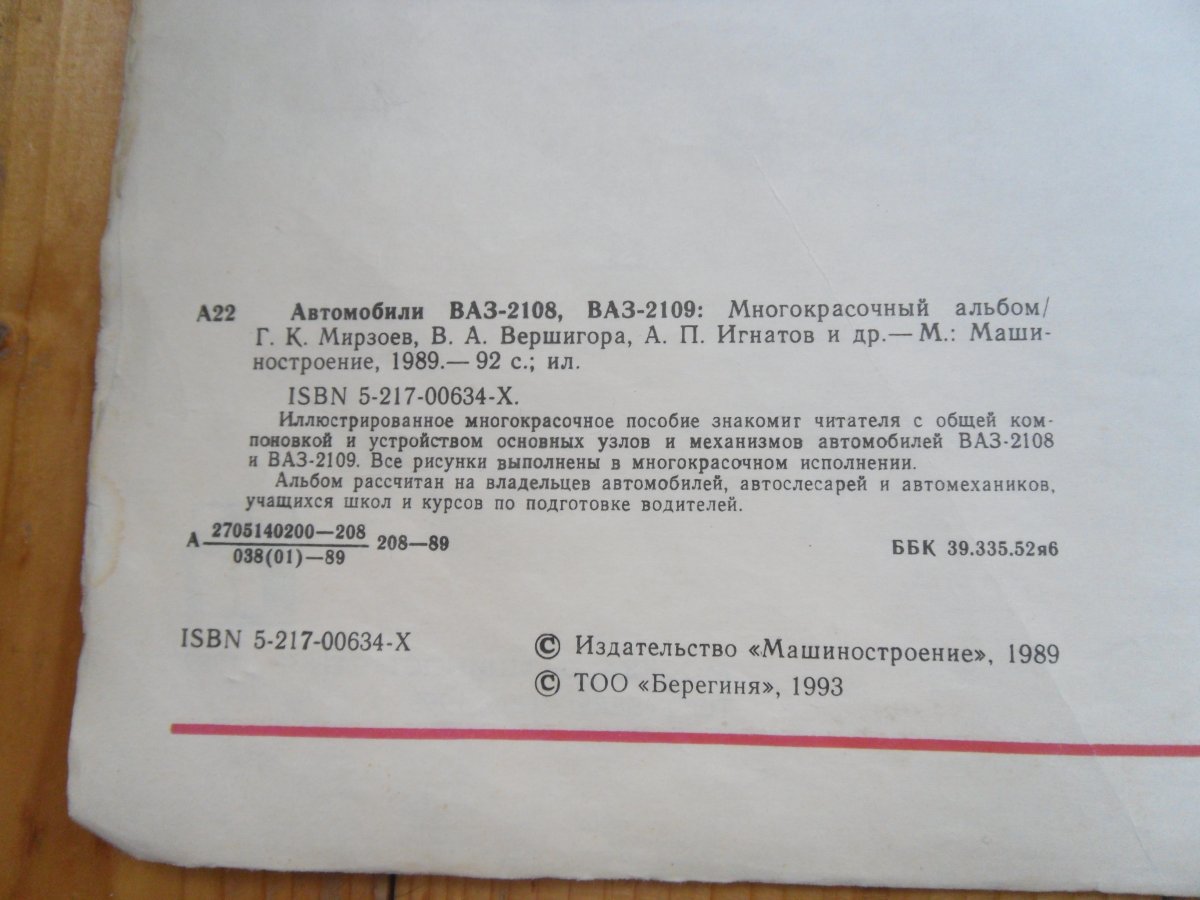 А22 Автомобили ВАЗ-2108, ВАЗ-2109: Многокрасочный альбом/
Г. К. Мирзоев, В. А. Вершигора, А. П. Игнатов и др.— М.: Маши-
ностроение, 1989.— 92 с.; ил.
ISBN 5-217-00634-X.
Иллюстрированное многокрасочное пособие знакомит читателя с общей ком-
поновкой и устройством основных узлов и механизмов автомобилей ВАЗ-2108
и ВАЗ-2109. Все рисунки выполнены в многокрасочном исполнении.
Альбом рассчитан на владельцев автомобилей, автослесарей и автомехаников,
учащихся школ и курсов по подготовке водителей.
2705140200—208
А 208—89 ББК 39.335.52я6
038(01)—89
ISBN 5-217-00634-X © Издательство «Машиностроение», 1989
© ТОО «Берегиня», 1993